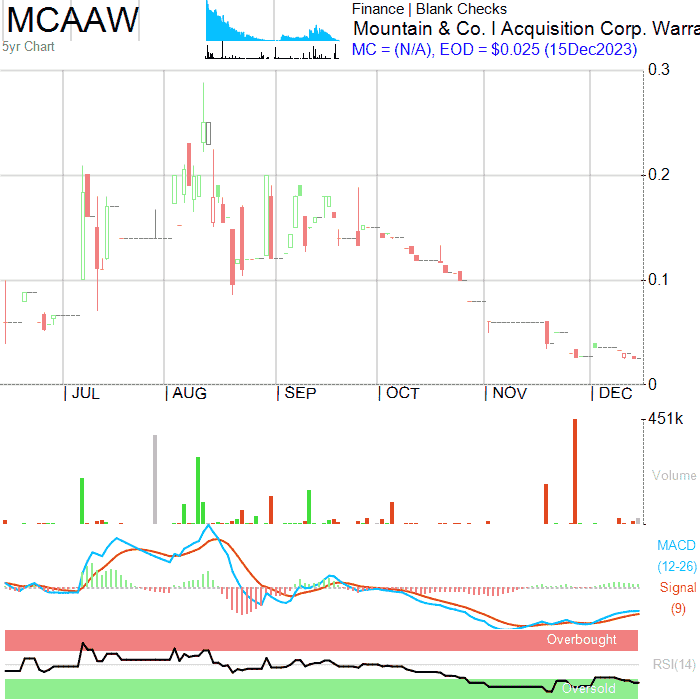 MCAAW
5yr Chart
Finance | Blank Checks
Mountain & Co. I Acquisition Corp. Warra
MC = (N/A), EOD = $0.025 (15Dec2023)
0.3
0.2
0.1
0
JUL
AUG
SEP
OCT
NOV
DEC
451k
Volume
MACD
(12-26)
Signal
(9)
Overbought
RSI(14)
Oversold